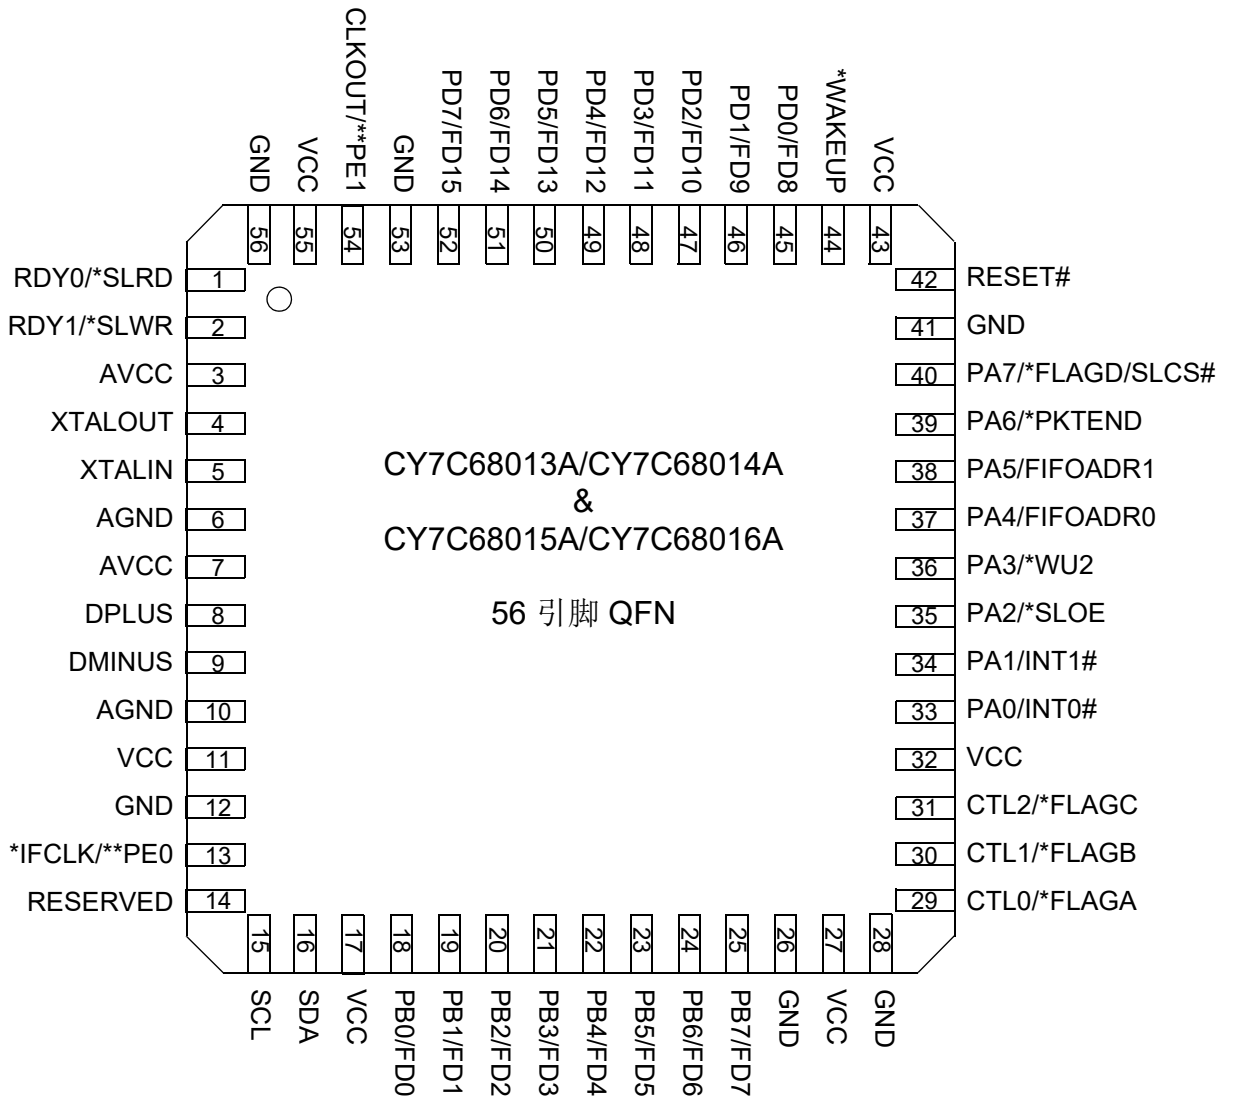 CLKOUT/**PE1
GND
VCC
GND
PD7/FD15
PD6/FD14
PD5/FD13
PD4/FD12
PD3/FD11
PD2/FD10
PD1/FD9
PD0/FD8
*WAKEUP
VCC
56
55
54
53
52
51
50
49
48
47
46
45
44
43
RDY0/*SLRD 1
RDY1/*SLWR 2
AVCC 3
XTALOUT 4
XTALIN 5
AGND 6
AVCC 7
DPLUS 8
DMINUS 9
AGND 10
VCC 11
GND 12
*IFCLK/**PE0 13
RESERVED 14
CY7C68013A/CY7C68014A
&
CY7C68015A/CY7C68016A
56 引脚 QFN
42 RESET#
41 GND
40 PA7/*FLAGD/SLCS#
39 PA6/*PKTEND
38 PA5/FIFOADR1
37 PA4/FIFOADR0
36 PA3/*WU2
35 PA2/*SLOE
34 PA1/INT1#
33 PA0/INT0#
32 VCC
31 CTL2/*FLAGC
30 CTL1/*FLAGB
29 CTL0/*FLAGA
15
16
17
18
19
20
21
22
23
24
25
26
27
28
SCL
SDA
VCC
PB0/FD0
PB1/FD1
PB2/FD2
PB3/FD3
PB4/FD4
PB5/FD5
PB6/FD6
PB7/FD7
GND
VCC
GND